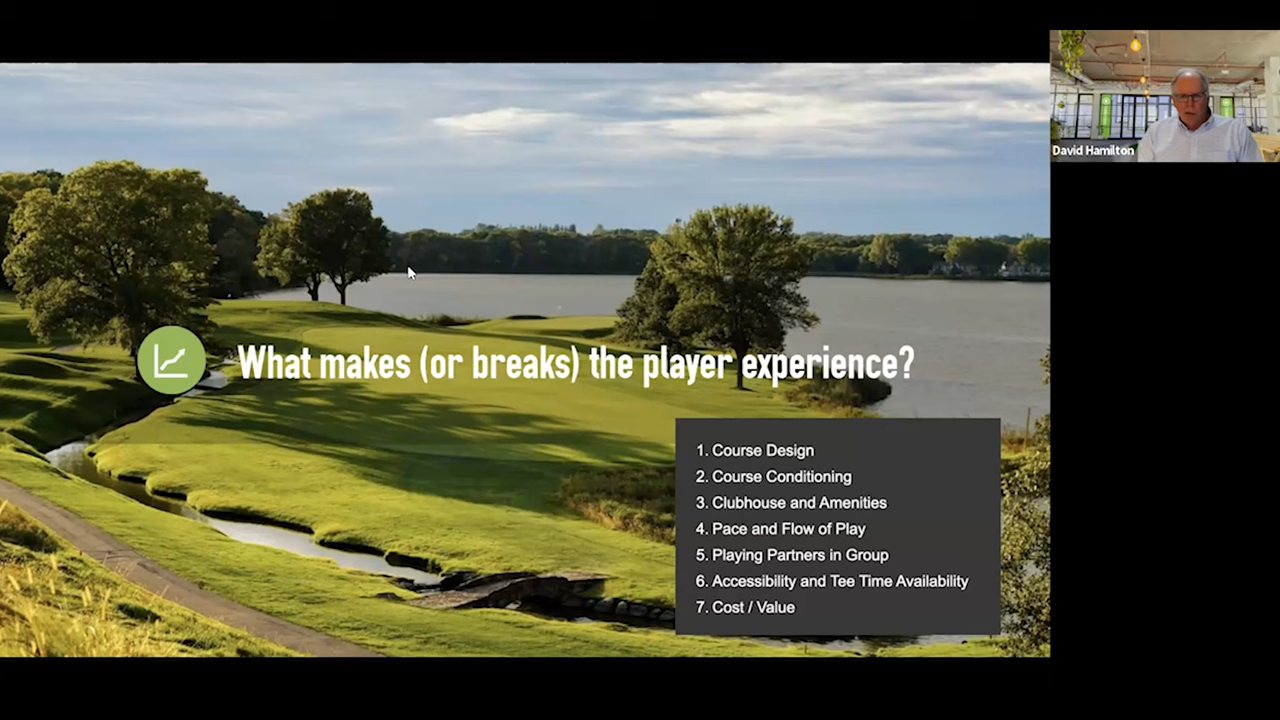 David Hamilton
What makes (or breaks) the player experience?
1. Course Design
2. Course Conditioning
3. Clubhouse and Amenities
4. Pace and Flow of Play
5. Playing Partners in Group
6. Accessibility and Tee Time Availability
7. Cost / Value